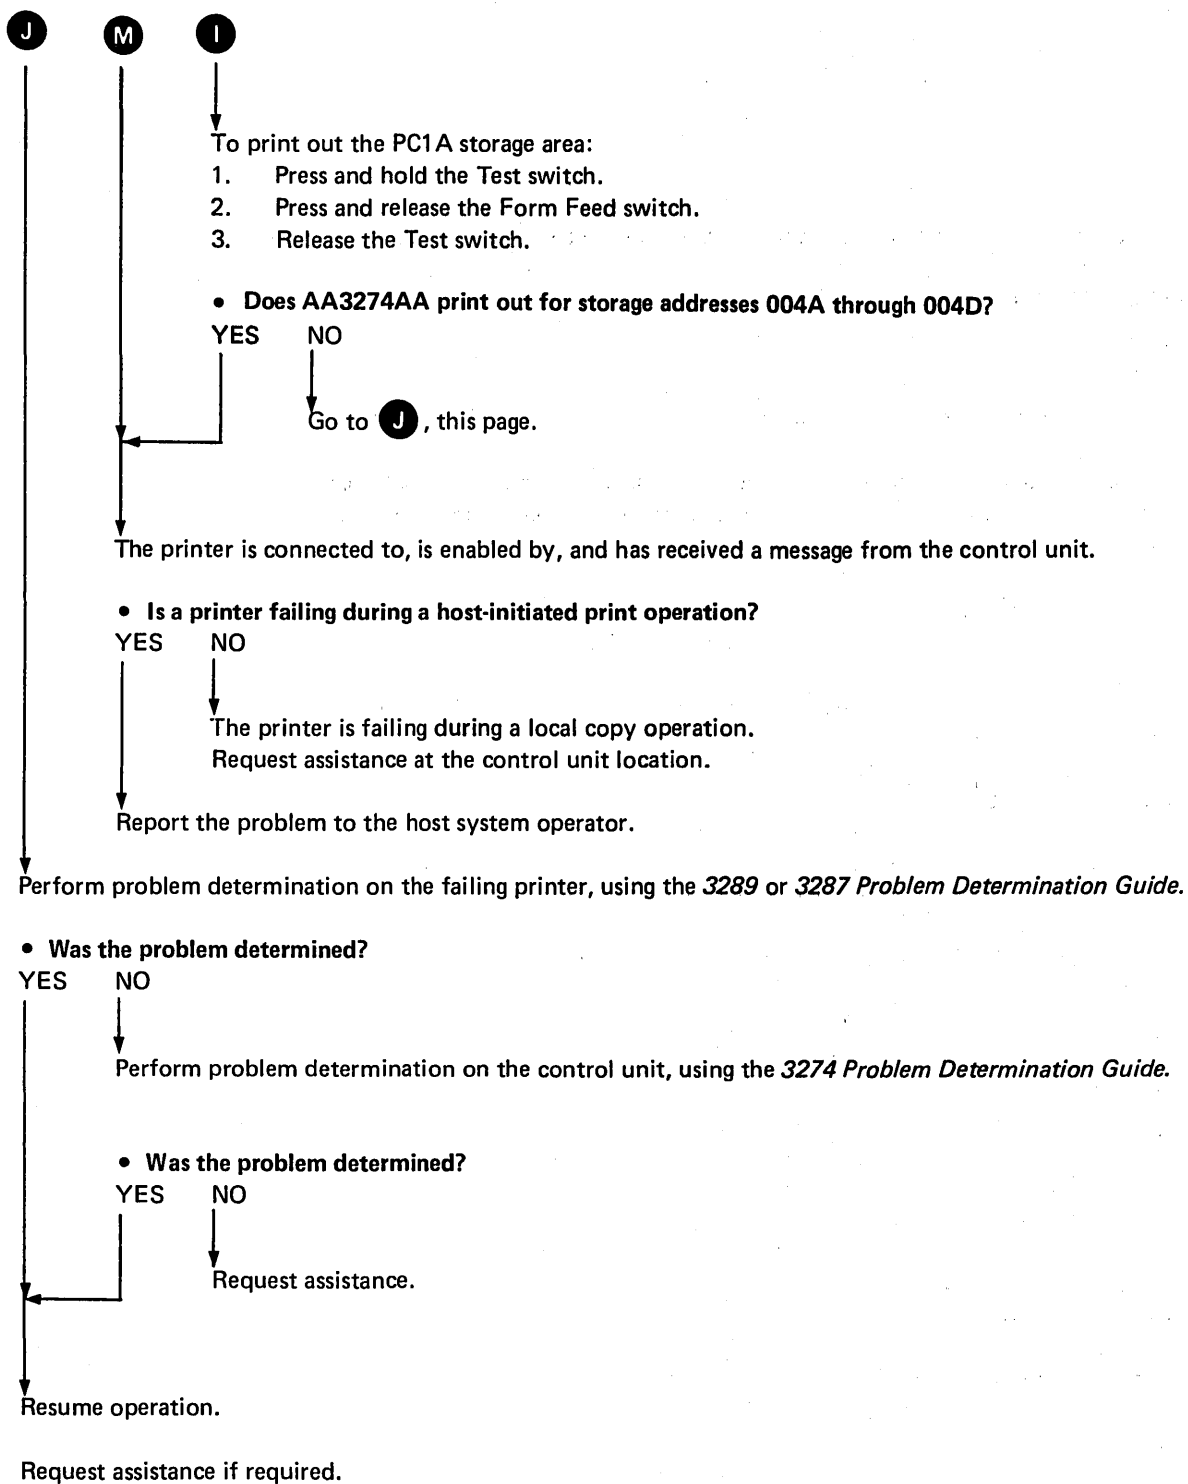 J M I
To print out the PC1A storage area:
1. Press and hold the Test switch.
2. Press and release the Form Feed switch.
3. Release the Test switch.
• Does AA3274AA print out for storage addresses 004A through 004D?
YES NO
Go to J, this page.
The printer is connected to, is enabled by, and has received a message from the control unit.
• Is a printer failing during a host-initiated print operation?
YES NO
The printer is failing during a local copy operation.
Request assistance at the control unit location.
Report the problem to the host system operator.
Perform problem determination on the failing printer, using the 3289 or 3287 Problem Determination Guide.
• Was the problem determined?
YES NO
Perform problem determination on the control unit, using the 3274 Problem Determination Guide.
• Was the problem determined?
YES NO
Request assistance.
Resume operation.
Request assistance if required.